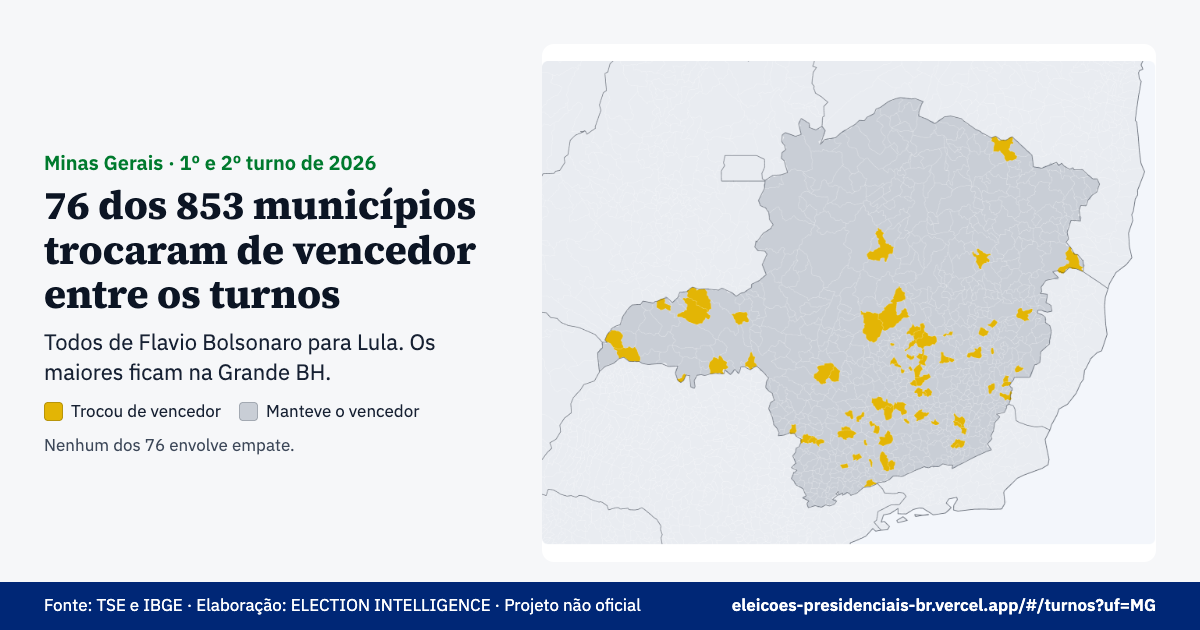 Minas Gerais · 1º e 2º turno de 2026
76 dos 853 municípios
trocaram de vencedor
entre os turnos
Todos de Flavio Bolsonaro para Lula. Os
maiores ficam na Grande BH.
Trocou de vencedor
Manteve o vencedor
Nenhum dos 76 envolve empate.
Fonte: TSE e IBGE · Elaboração: ELECTION INTELLIGENCE · Projeto não oficial
eleicoes-presidenciais-br.vercel.app/#/turnos?uf=MG